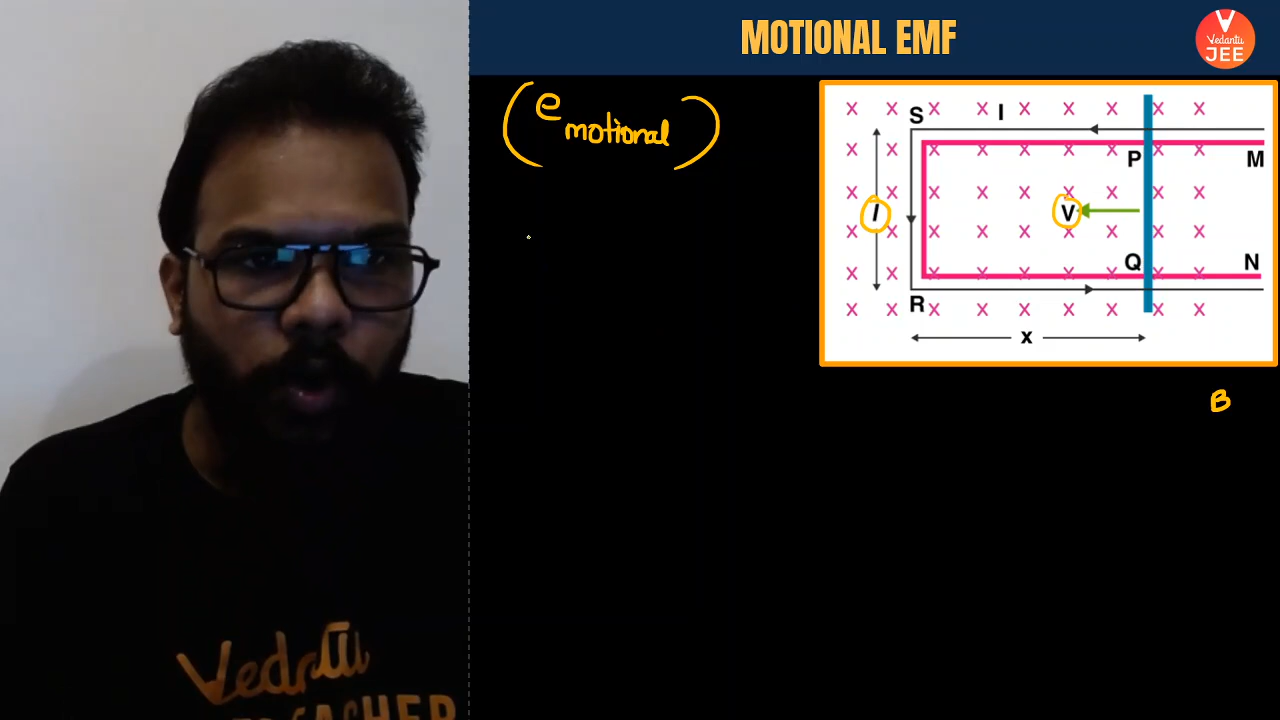 MOTIONAL EMF
V
Vedantu
JEE
(e motional)
S I
P M
l V
Q N
R
x
B
Vedantu